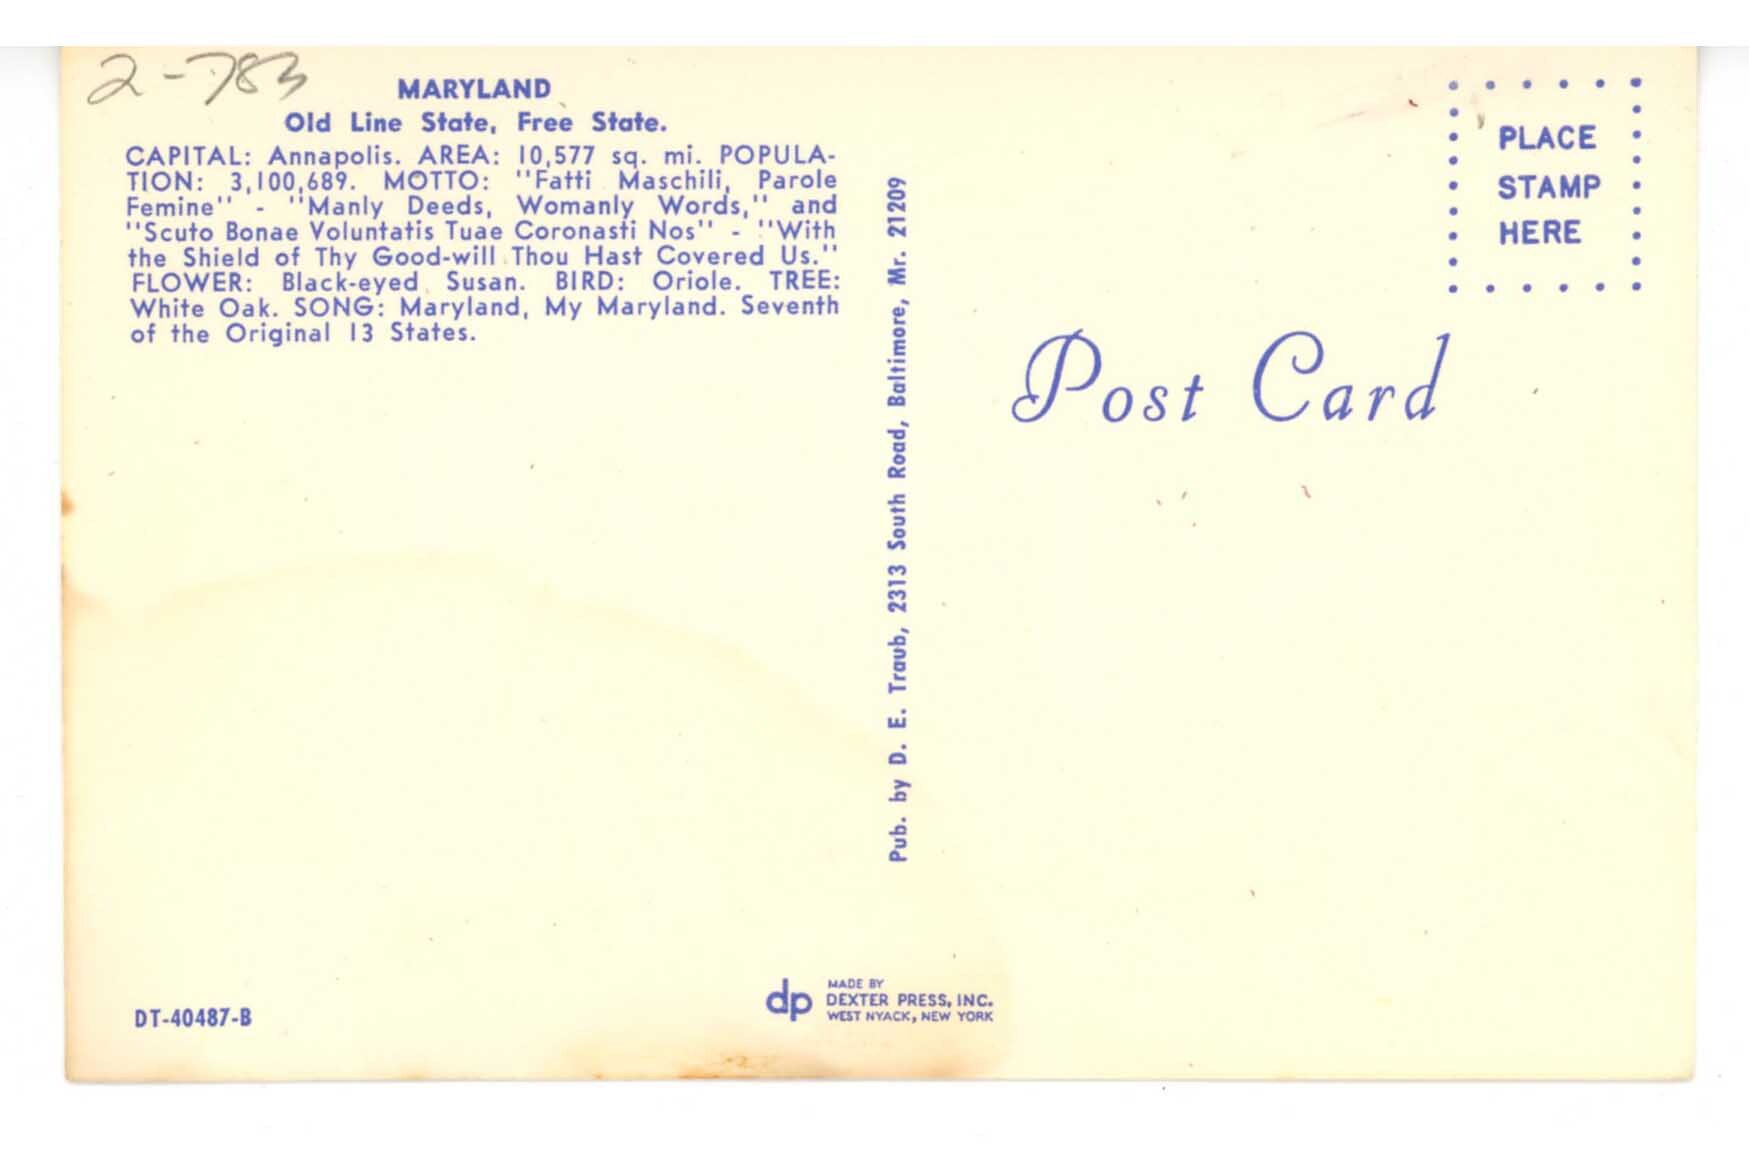 2-783
MARYLAND
Old Line State, Free State.
CAPITAL: Annapolis. AREA: 10,577 sq. mi. POPULA-
TION: 3,100,689. MOTTO: "Fatti Maschili, Parole
Femine" - "Manly Deeds, Womanly Words," and
"Scuto Bonae Voluntatis Tuae Coronasti Nos" - "With
the Shield of Thy Good-will Thou Hast Covered Us."
FLOWER: Black-eyed Susan. BIRD: Oriole. TREE:
White Oak. SONG: Maryland, My Maryland. Seventh
of the Original 13 States.
DT-40487-B
Pub. by D. E. Traub, 2313 South Road, Baltimore, Mr. 21209
dp
MADE BY
DEXTER PRESS, INC.
WEST NYACK, NEW YORK
PLACE
STAMP
HERE
Post Card